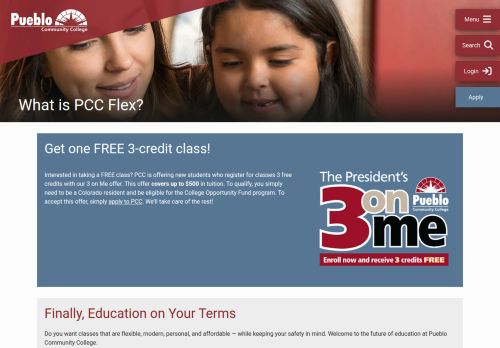 Pueblo
Community College
Menu
Search
Login
Apply
What is PCC Flex?
Get one FREE 3-credit class!
Interested in taking a FREE class? PCC is offering new students who register for classes 3 free
credits with our 3 on Me offer. This offer covers up to $500 in tuition. To qualify, you simply
need to be a Colorado resident and be eligible for the College Opportunity Fund program. To
accept this offer, simply apply to PCC. We'll take care of the rest!
The President's
3 on me
Pueblo
Community College
Enroll now and receive 3 credits FREE
Finally, Education on Your Terms
Do you want classes that are flexible, modern, personal, and affordable — while keeping your safety in mind. Welcome to the future of education at Pueblo
Community College.